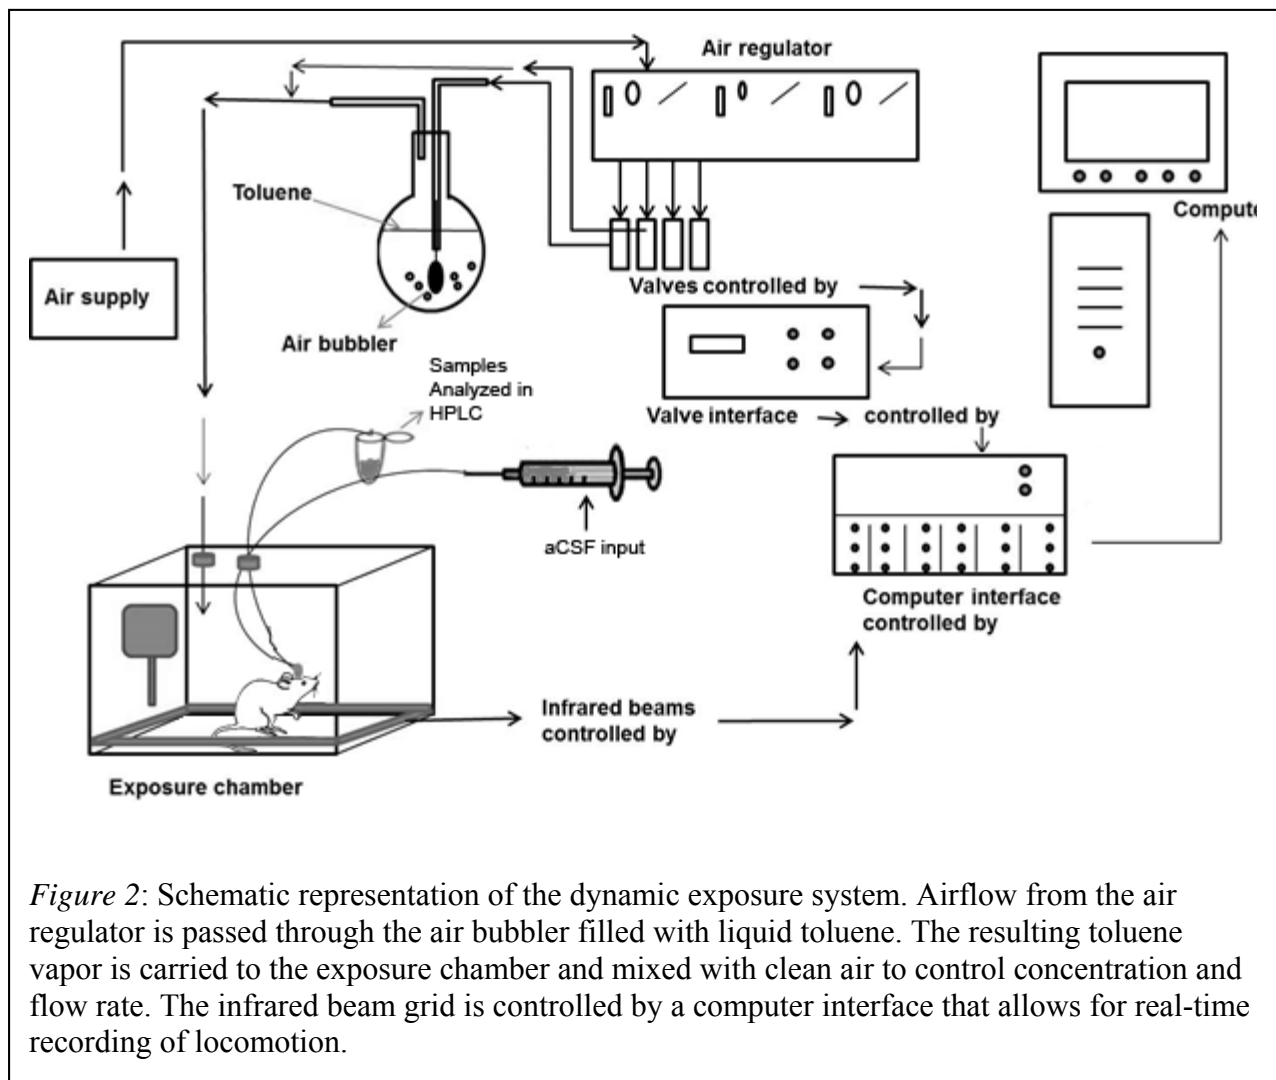 Air regulator
Toluene
Compute
Air supply
Valves controlled by
Air bubbler
Samples
Analyzed in
HPLC
Valve interface
controlled by
aCSF input
Computer interface
controlled by
Infrared beams
controlled by
Exposure chamber
Figure 2: Schematic representation of the dynamic exposure system. Airflow from the air
regulator is passed through the air bubbler filled with liquid toluene. The resulting toluene
vapor is carried to the exposure chamber and mixed with clean air to control concentration and
flow rate. The infrared beam grid is controlled by a computer interface that allows for real-time
recording of locomotion.